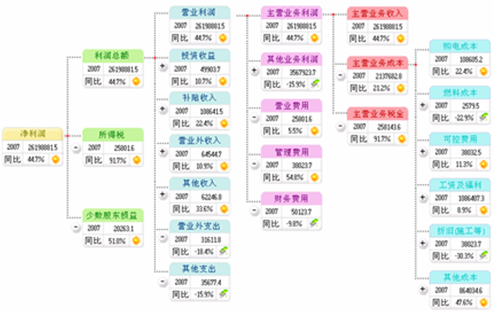 净利润
2007 261988815
同比 44.7%
利润总额
2007 261988815
同比 44.7%
所得税
2007 25801.6
同比 91.7%
少数股东损益
2007 20263.1
同比 51.8%
营业利润
2007 261988815
同比 44.7%
投资收益
2007 49903.7
同比 10.7%
补贴收入
2007 188641.5
同比 22.4%
营业外收入
2007 64544.7
同比 10.9%
其他收入
2007 62246.8
同比 33.6%
营业外支出
2007 31611.8
同比 -18.4%
其他支出
2007 35677.4
同比 -15.9%
主营业务利润
2007 261988815
同比 44.7%
其他业务利润
2007 3567923.7
同比 -15.9%
营业费用
2007 25801.6
同比 5.5%
管理费用
2007 38023.7
同比 54.8%
财务费用
2007 50123.7
同比 -9.8%
主营业务收入
2007 261988815
同比 44.7%
主营业务成本
2007 2137682.8
同比 21.2%
主营业务税金
2007 258143.6
同比 91.7%
购电成本
2007 108605.2
同比 22.4%
燃料成本
2007 2579.5
同比 -22.9%
可控费用
2007 38032.5
同比 11.3%
工资及福利
2007 1086487.3
同比 8.9%
折旧(施工等)
2007 38023.7
同比 -30.3%
其他成本
2007 864034.6
同比 47.6%